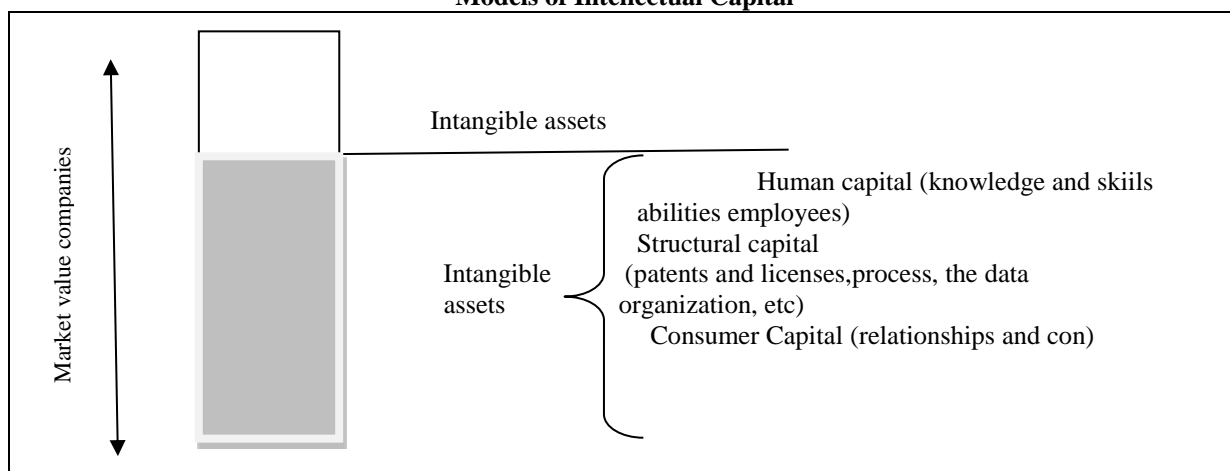 Models of Intellectual Capital
Market value companies
Intangible assets
Intangible
assets
Human capital (knowledge and skiils
abilities employees)
Structural capital
(patents and licenses,process, the data
organization, etc)
Consumer Capital (relationships and con)